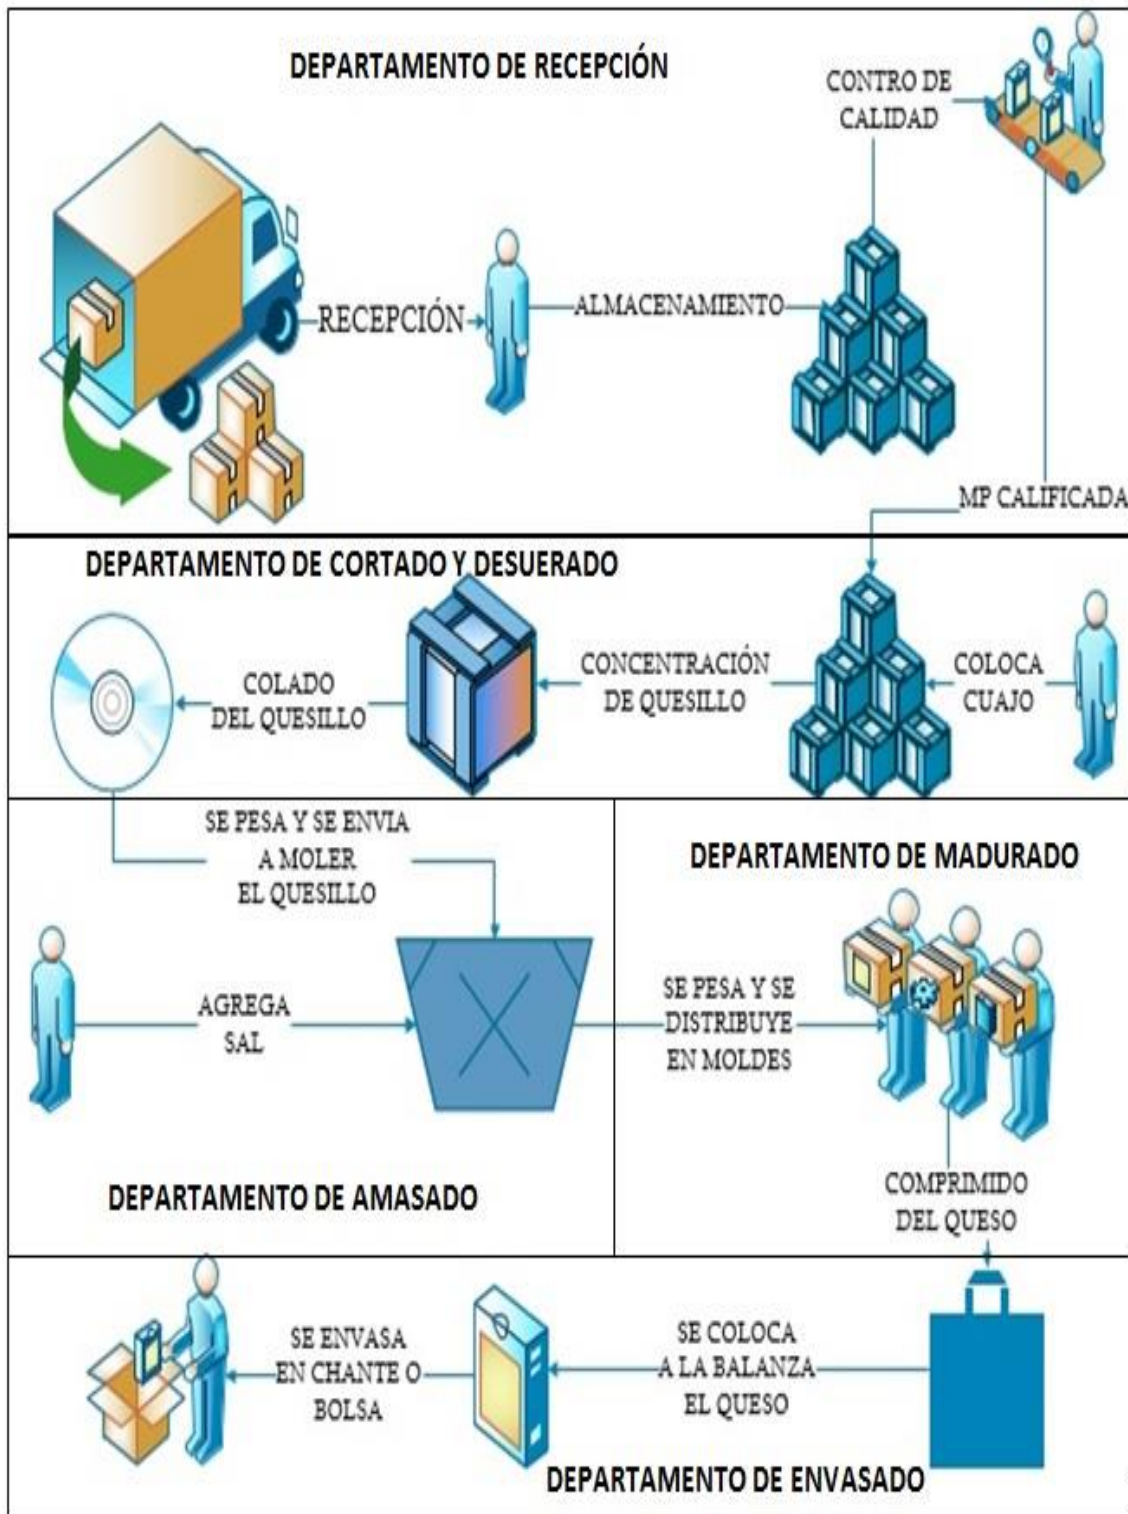 DEPARTAMENTO DE RECEPCIÓN
CONTRO DE
CALIDAD
RECEPCIÓN
ALMACENAMIENTO
MP CALIFICADA
DEPARTAMENTO DE CORTADO Y DESUERADO
COLOCA
CUAJO
CONCENTRACIÓN
DE QUESILLO
COLADO
DEL QUESILLO
SE PESA Y SE ENVIA
A MOLER
EL QUESILLO
AGREGA
SAL
DEPARTAMENTO DE AMASADO
DEPARTAMENTO DE MADURADO
SE PESA Y SE
DISTRIBUYE
EN MOLDES
COMPRIMIDO
DEL QUESO
SE COLOCA
A LA BALANZA
EL QUESO
SE ENVASA
EN CHANTE O
BOLSA
DEPARTAMENTO DE ENVASADO